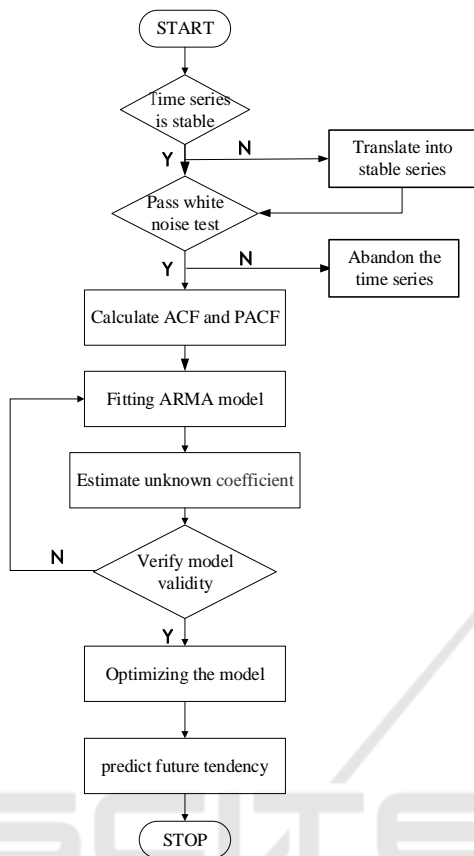 START
Time series
is stable
Y
N
Translate into
stable series
Pass white
noise test
Y
N
Abandon the
time series
Calculate ACF and PACF
Fitting ARMA model
Estimate unknown coefficient
N
Verify model
validity
Y
Optimizing the model
predict future tendency
STOP